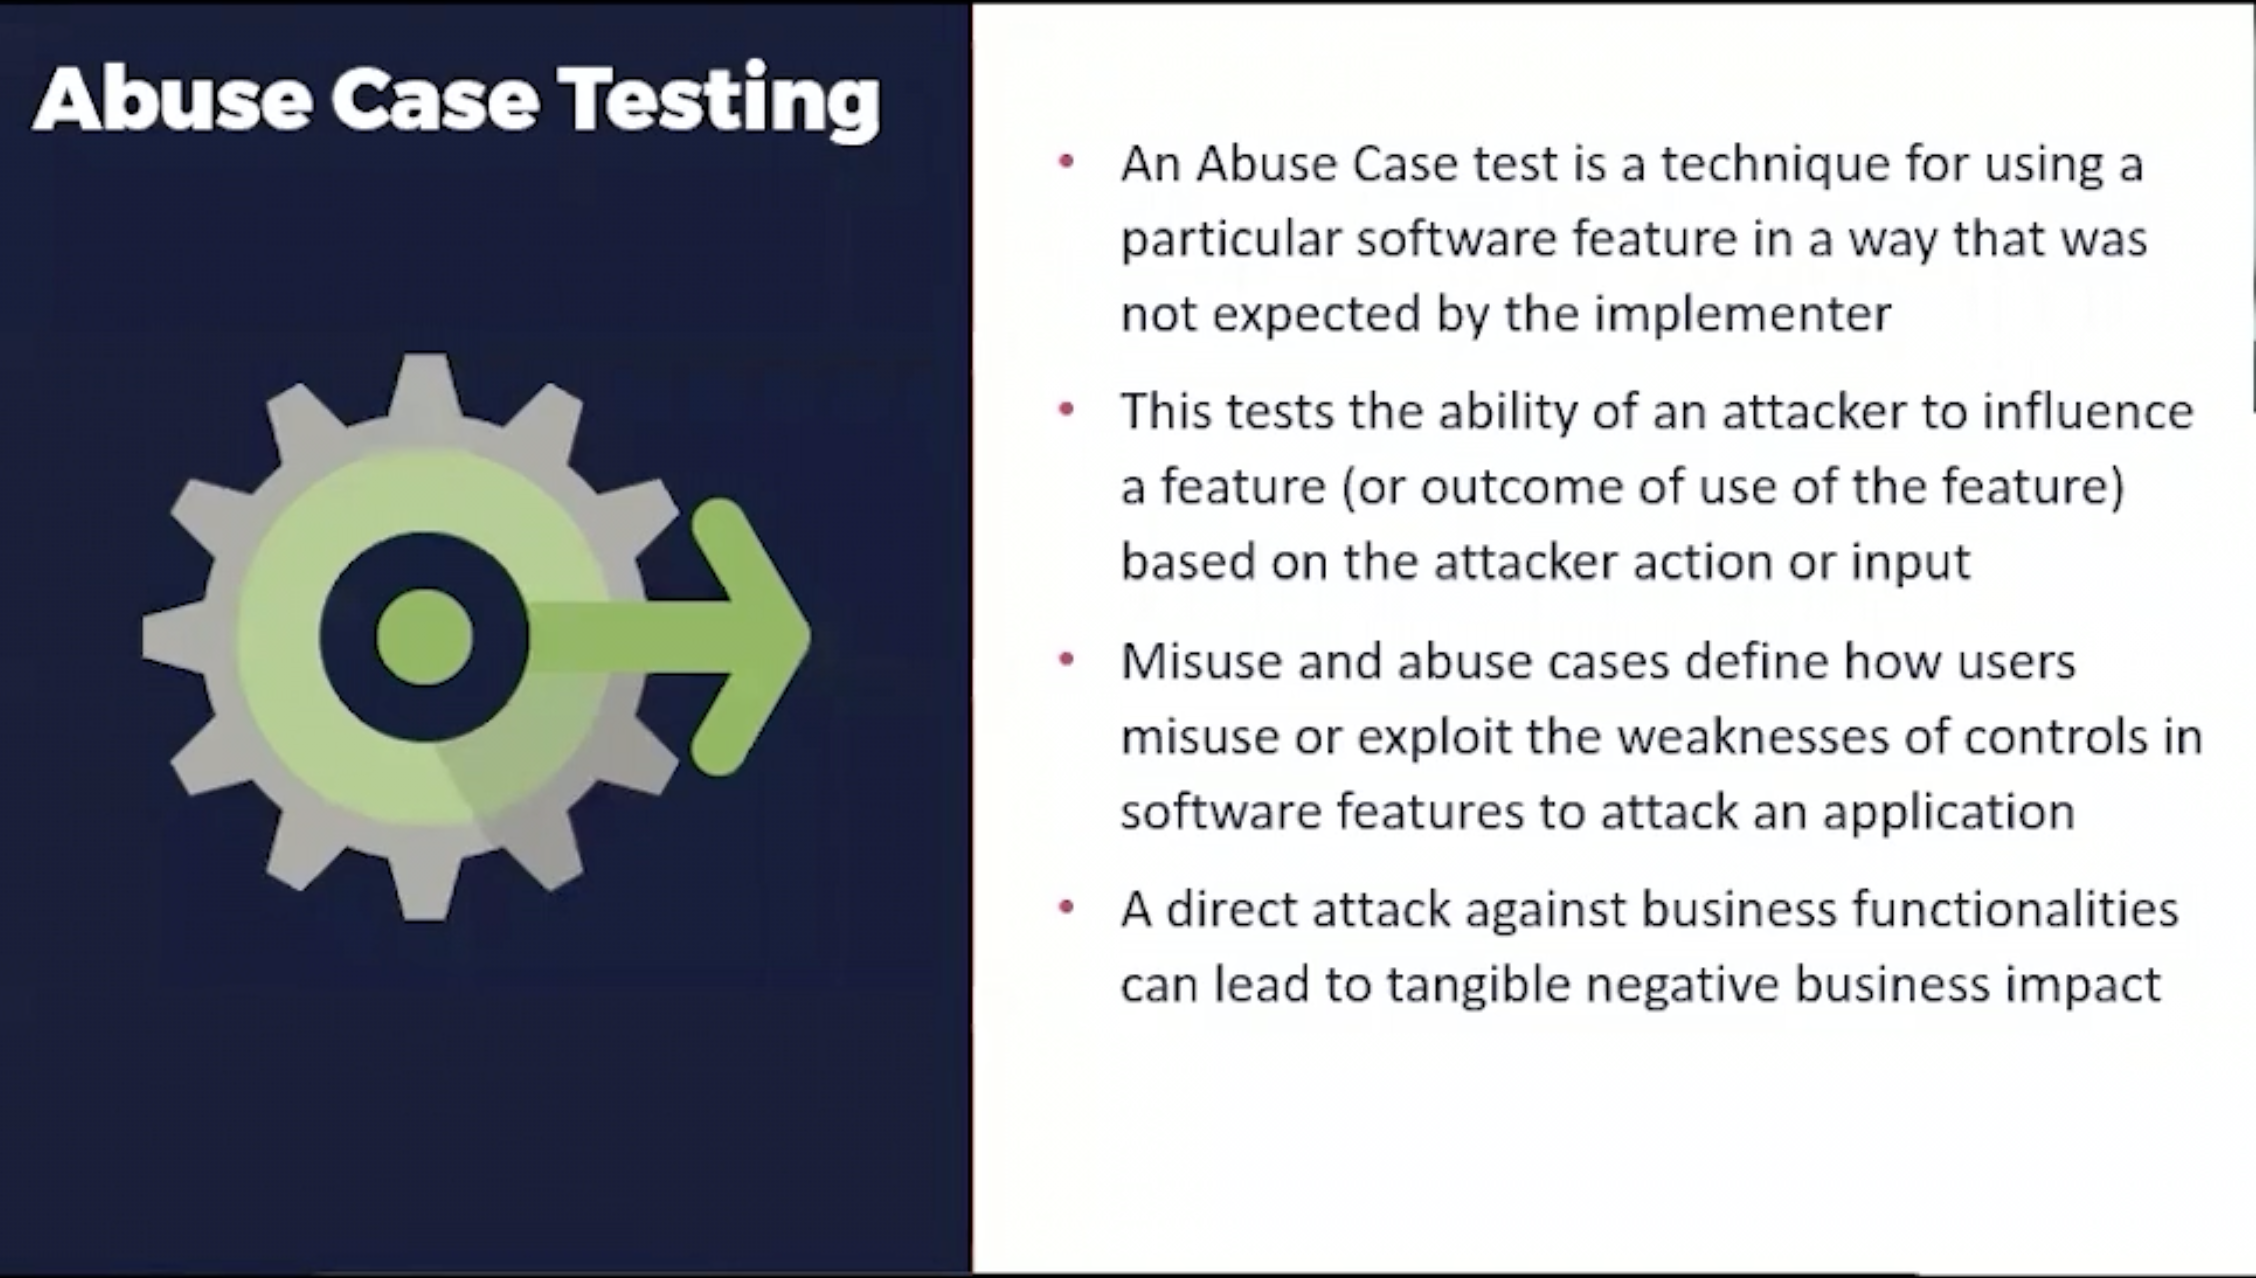 Abuse Case Testing
• An Abuse Case test is a technique for using a
particular software feature in a way that was
not expected by the implementer
• This tests the ability of an attacker to influence
a feature (or outcome of use of the feature)
based on the attacker action or input
• Misuse and abuse cases define how users
misuse or exploit the weaknesses of controls in
software features to attack an application
• A direct attack against business functionalities
can lead to tangible negative business impact